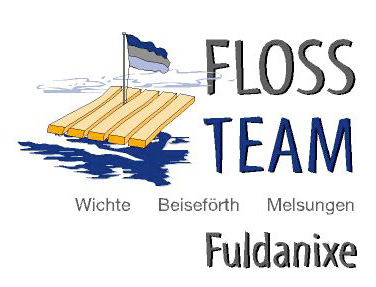 FLOSS
TEAM
Wichte Beiseförth Melsungen
Fuldanixe